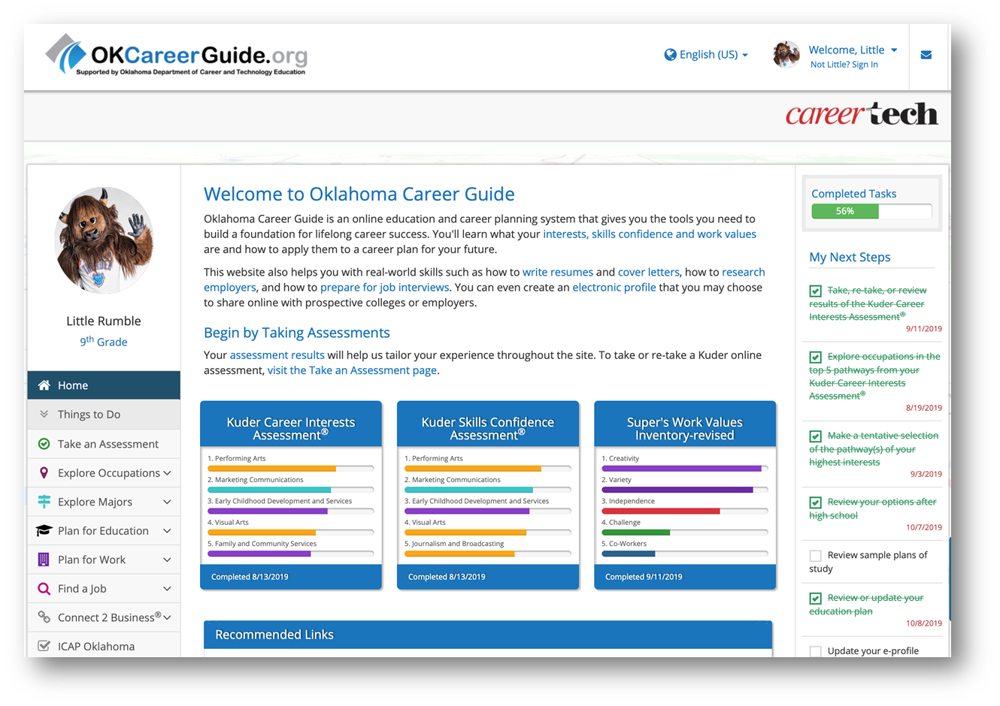 OKCareerGuide.org
Supported by Oklahoma Department of Career and Technology Education
English (US)
Welcome, Little
Not Little? Sign In
careertech
Little Rumble
9th Grade
Home
Things to Do
Take an Assessment
Explore Occupations
Explore Majors
Plan for Education
Plan for Work
Find a Job
Connect 2 Business®
ICAP Oklahoma
Welcome to Oklahoma Career Guide
Oklahoma Career Guide is an online education and career planning system that gives you the tools you need to
build a foundation for lifelong career success. You'll learn what your interests, skills confidence and work values
are and how to apply them to a career plan for your future.
This website also helps you with real-world skills such as how to write resumes and cover letters, how to research
employers, and how to prepare for job interviews. You can even create an electronic profile that you may choose
to share online with prospective colleges or employers.
Begin by Taking Assessments
Your assessment results will help us tailor your experience throughout the site. To take or re-take a Kuder online
assessment, visit the Take an Assessment page.
Kuder Career Interests
Assessment®
1. Performing Arts
2. Marketing Communications
3. Early Childhood Development and Services
4. Visual Arts
5. Family and Community Services
Completed 8/13/2019
Kuder Skills Confidence
Assessment®
1. Performing Arts
2. Marketing Communications
3. Early Childhood Development and Services
4. Visual Arts
5. Journalism and Broadcasting
Completed 8/13/2019
Super's Work Values
Inventory-revised
1. Creativity
2. Variety
3. Independence
4. Challenge
5. Co-Workers
Completed 9/11/2019
Recommended Links
Completed Tasks
56%
My Next Steps
Take, re-take, or review
results of the Kuder Career
Interests Assessment®
9/11/2019
Explore occupations in the
top 5 pathways from your
Kuder Career Interests
Assessment®
8/19/2019
Make a tentative selection
of the pathway(s) of your
highest interests
9/3/2019
Review your options after
high school
10/7/2019
Review sample plans of
study
Review or update your
education plan
10/8/2019
Update your e-profile